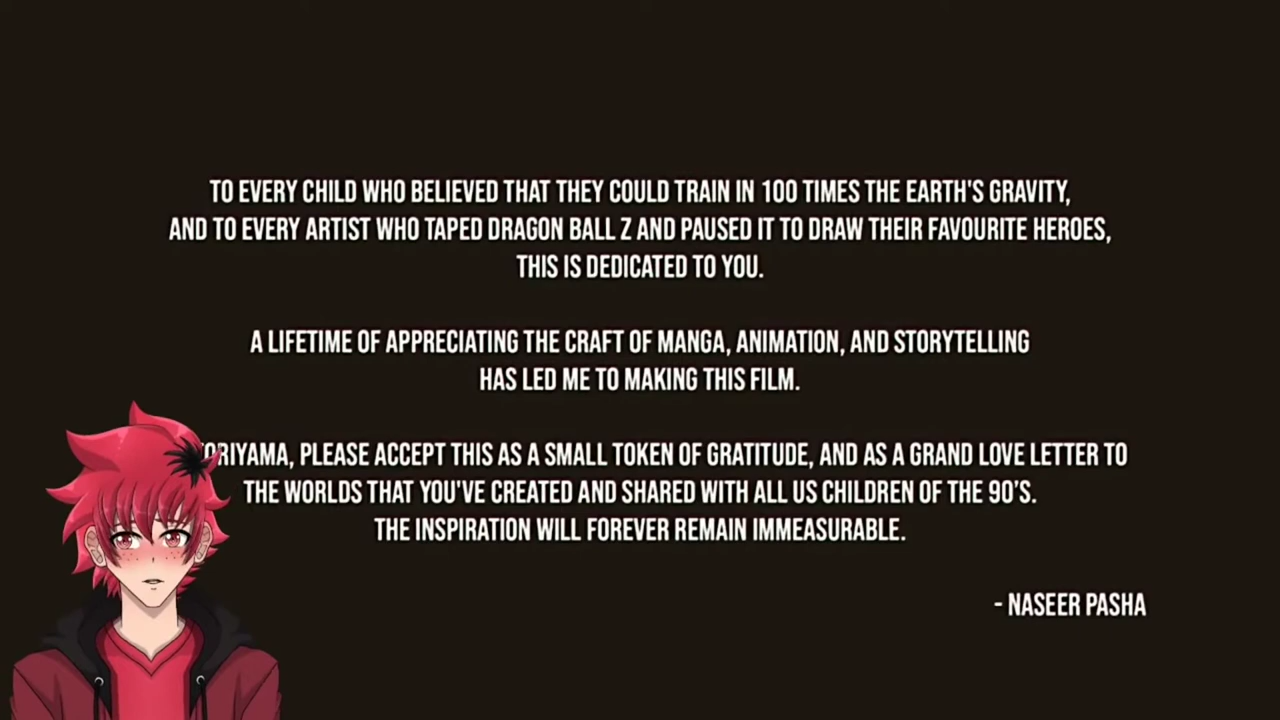 TO EVERY CHILD WHO BELIEVED THAT THEY COULD TRAIN IN 100 TIMES THE EARTH'S GRAVITY,
AND TO EVERY ARTIST WHO TAPED DRAGON BALL Z AND PAUSED IT TO DRAW THEIR FAVOURITE HEROES,
THIS IS DEDICATED TO YOU.
A LIFETIME OF APPRECIATING THE CRAFT OF MANGA, ANIMATION, AND STORYTELLING
HAS LED ME TO MAKING THIS FILM.
PLEASE ACCEPT THIS AS A SMALL TOKEN OF GRATITUDE, AND AS A GRAND LOVE LETTER TO
THE WORLDS THAT YOU'VE CREATED AND SHARED WITH ALL US CHILDREN OF THE 90'S.
THE INSPIRATION WILL FOREVER REMAIN IMMEASURABLE.
- NASEER PASHA